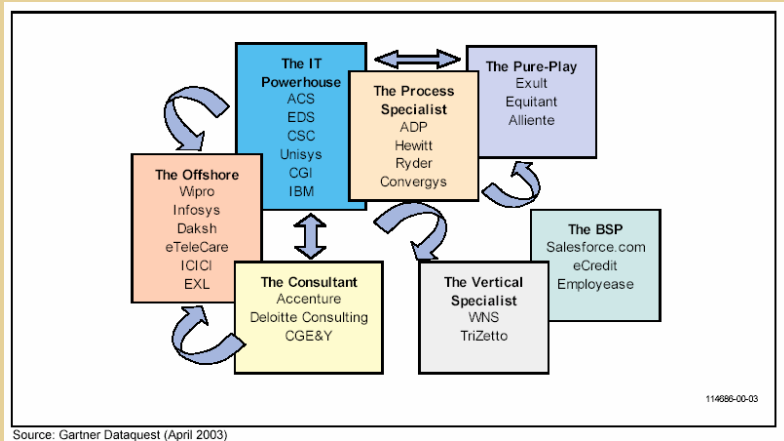 The IT
Powerhouse
ACS
EDS
CSC
Unisys
CGI
IBM
The Process
Specialist
ADP
Hewitt
Ryder
Convergys
The Pure-Play
Exult
Equitant
Alliente
The Offshore
Wipro
Infosys
Daksh
eTeleCare
ICICI
EXL
The Consultant
Accenture
Deloitte Consulting
CGE&Y
The Vertical
Specialist
WNS
TriZetto
The BSP
Salesforce.com
eCredit
Employease
114686-00-03
Source: Gartner Dataquest (April 2003)